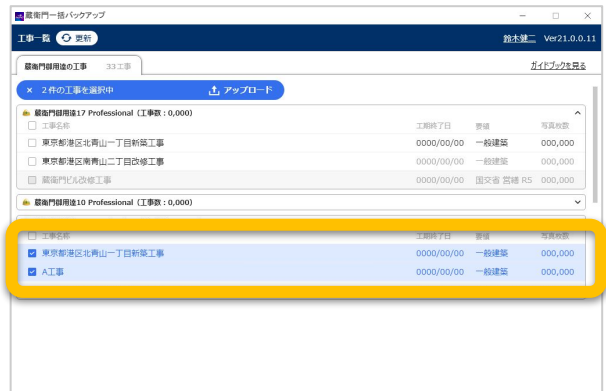 蔵衛門一括バックアップ
工事一覧 更新 鈴木健二 Ver21.0.0.11
蔵衛門御用達の工事 33工事 ガイドブックを見る
× 2件の工事を選択中 アップロード
蔵衛門御用達17 Professional（工事数：0,000）
工事名称 工期終了日 要領 写真枚数
東京都港区北青山一丁目新築工事 0000/00/00 一般建築 000,000
東京都港区南青山二丁目改修工事 0000/00/00 一般建築 000,000
蔵衛門ビル改修工事 0000/00/00 国交省 営繕 R5 000,000
蔵衛門御用達10 Professional（工事数：0,000）
工事名称 工期終了日 要領 写真枚数
東京都港区北青山一丁目新築工事 0000/00/00 一般建築 000,000
A工事 0000/00/00 一般建築 000,000